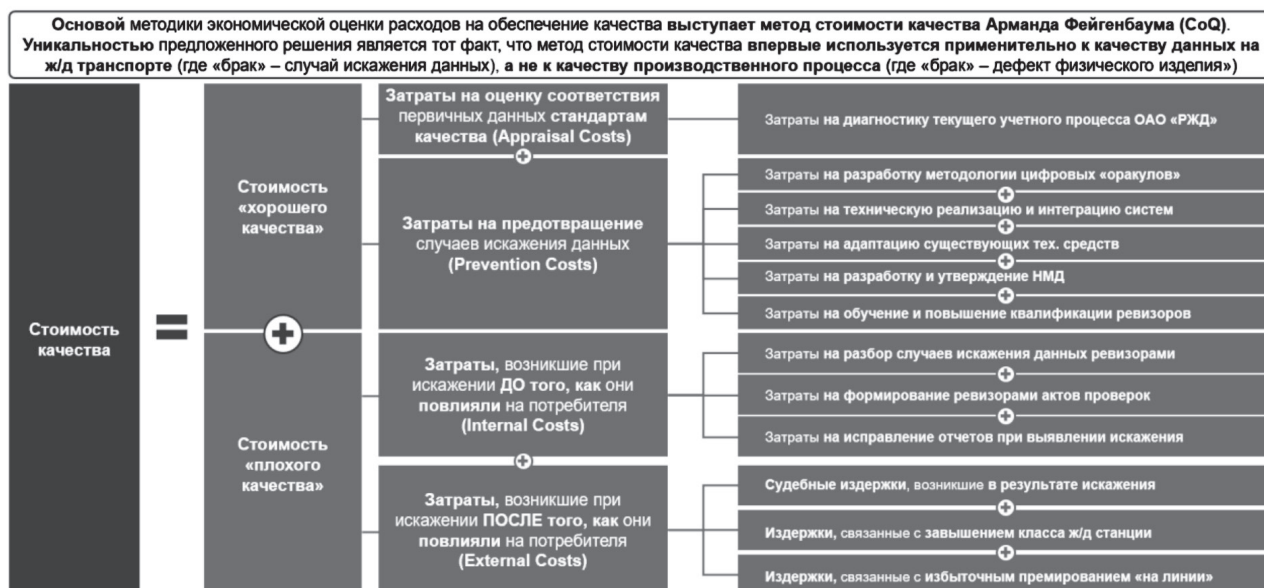 Основой методики экономической оценки расходов на обеспечение качества выступает метод стоимости качества Арманда Фейгенбаума (CoQ).
Уникальностью предложенного решения является тот факт, что метод стоимости качества впервые используется применительно к качеству данных на
ж/д транспорте (где «брак» – случай искажения данных), а не к качеству производственного процесса (где «брак» – дефект физического изделия»)
Стоимость
качества
=
Стоимость
«хорошего
качества»
+
Стоимость
«плохого
качества»
Затраты на оценку соответствия
первичных данных стандартам
качества (Appraisal Costs)
+
Затраты на предотвращение
случаев искажения данных
(Prevention Costs)
Затраты, возникшие при
искажении ДО того, как они
повлияли на потребителя
(Internal Costs)
+
Затраты, возникшие при
искажении ПОСЛЕ того, как они
повлияли на потребителя
(External Costs)
Затраты на диагностику текущего учетного процесса ОАО «РЖД»
Затраты на разработку методологии цифровых «оракулов»
+
Затраты на техническую реализацию и интеграцию систем
+
Затраты на адаптацию существующих тех. средств
+
Затраты на разработку и утверждение НМД
+
Затраты на обучение и повышение квалификации ревизоров
Затраты на разбор случаев искажения данных ревизорами
+
Затраты на формирование ревизорами актов проверок
+
Затраты на исправление отчетов при выявлении искажения
Судебные издержки, возникшие в результате искажения
+
Издержки, связанные с завышением класса ж/д станции
+
Издержки, связанные с избыточным премированием «на линии»